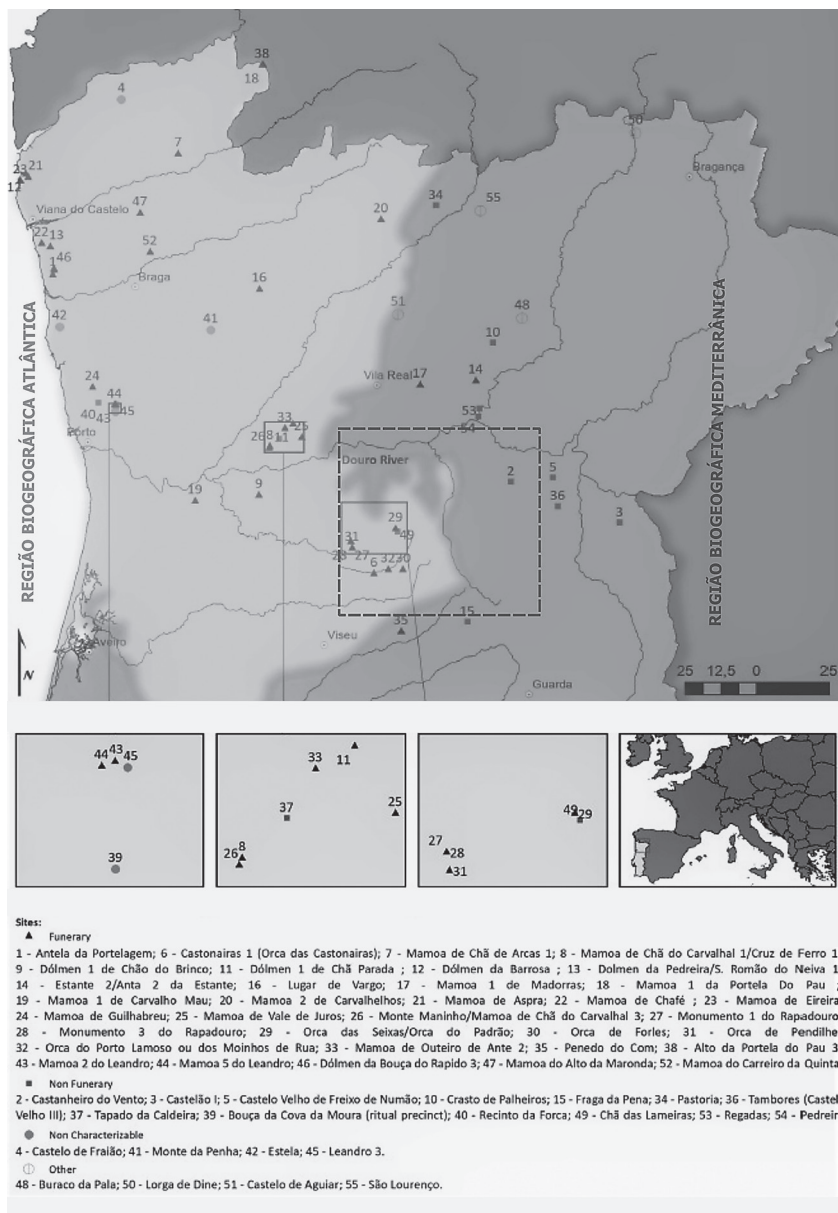 38
18
4
7
23
21
12
Viana do Castelo
47
22
13
52
1
46
Braga
16
20
34
55
50
Bragança
42
41
51
48
10
24
44
40
43
45
Porto
Vila Real
17
14
53
54
33
26
8
11
25
Douro River
2
5
36
3
19
9
29
49
31
28
27
6
32
30
15
35
Aveiro
Viseu
Guarda
REGIÃO BIOGEOGRÁFICA ATLÂNTICA
REGIÃO BIOGEOGRÁFICA MEDITERRÂNICA
N
25 12,5 0 25
44 43 45
39
33
11
37
25
26
8
49
29
27
28
31
Sites:
Funerary
1 - Antela da Portelagem; 6 - Castonairas 1 (Orca das Castonairas); 7 - Mamoa de Chã de Arcas 1; 8 - Mamoa de Chã do Carvalhal 1/Cruz de Ferro 1
9 - Dólmen 1 de Chão do Brinco; 11 - Dólmen 1 de Chã Parada ; 12 - Dólmen da Barrosa ; 13 - Dolmen da Pedreira/S. Romão do Neiva 1
14 - Estante 2/Anta 2 da Estante; 16 - Lugar de Vargo; 17 - Mamoa 1 de Madorras; 18 - Mamoa 1 da Portela Do Pau ;
19 - Mamoa 1 de Carvalho Mau; 20 - Mamoa 2 de Carvalhelhos; 21 - Mamoa de Aspra; 22 - Mamoa de Chafé ; 23 - Mamoa de Eireira
24 - Mamoa de Guilhabreu; 25 - Mamoa de Vale de Juros; 26 - Monte Maninho/Mamoa de Chã do Carvalhal 3; 27 - Monumento 1 do Rapadouro
28 - Monumento 3 do Rapadouro; 29 - Orca das Seixas/Orca do Padrão; 30 - Orca de Forles; 31 - Orca de Pendilhe
32 - Orca do Porto Lamoso ou dos Moinhos de Rua; 33 - Mamoa de Outeiro de Ante 2; 35 - Penedo do Com; 38 - Alto da Portela do Pau 3
43 - Mamoa 2 do Leandro; 44 - Mamoa 5 do Leandro; 46 - Dólmen da Bouça do Rapido 3; 47 - Mamoa do Alto da Maronda; 52 - Mamoa do Carreiro da Quinta
Non Funerary
2 - Castanheiro do Vento; 3 - Castelão I; 5 - Castelo Velho de Freixo de Numão; 10 - Crasto de Palheiros; 15 - Fraga da Pena; 34 - Pastoria; 36 - Tambores (Castel
Velho III); 37 - Tapado da Caldeira; 39 - Bouça da Cova da Moura (ritual precinct); 40 - Recinto da Forca; 49 - Chã das Lameiras; 53 - Regadas; 54 - Pedreir
Non Characterizable
4 - Castelo de Fraião; 41 - Monte da Penha; 42 - Estela; 45 - Leandro 3.
Other
48 - Buraco da Pala; 50 - Lorga de Dine; 51 - Castelo de Aguiar; 55 - São Lourenço.